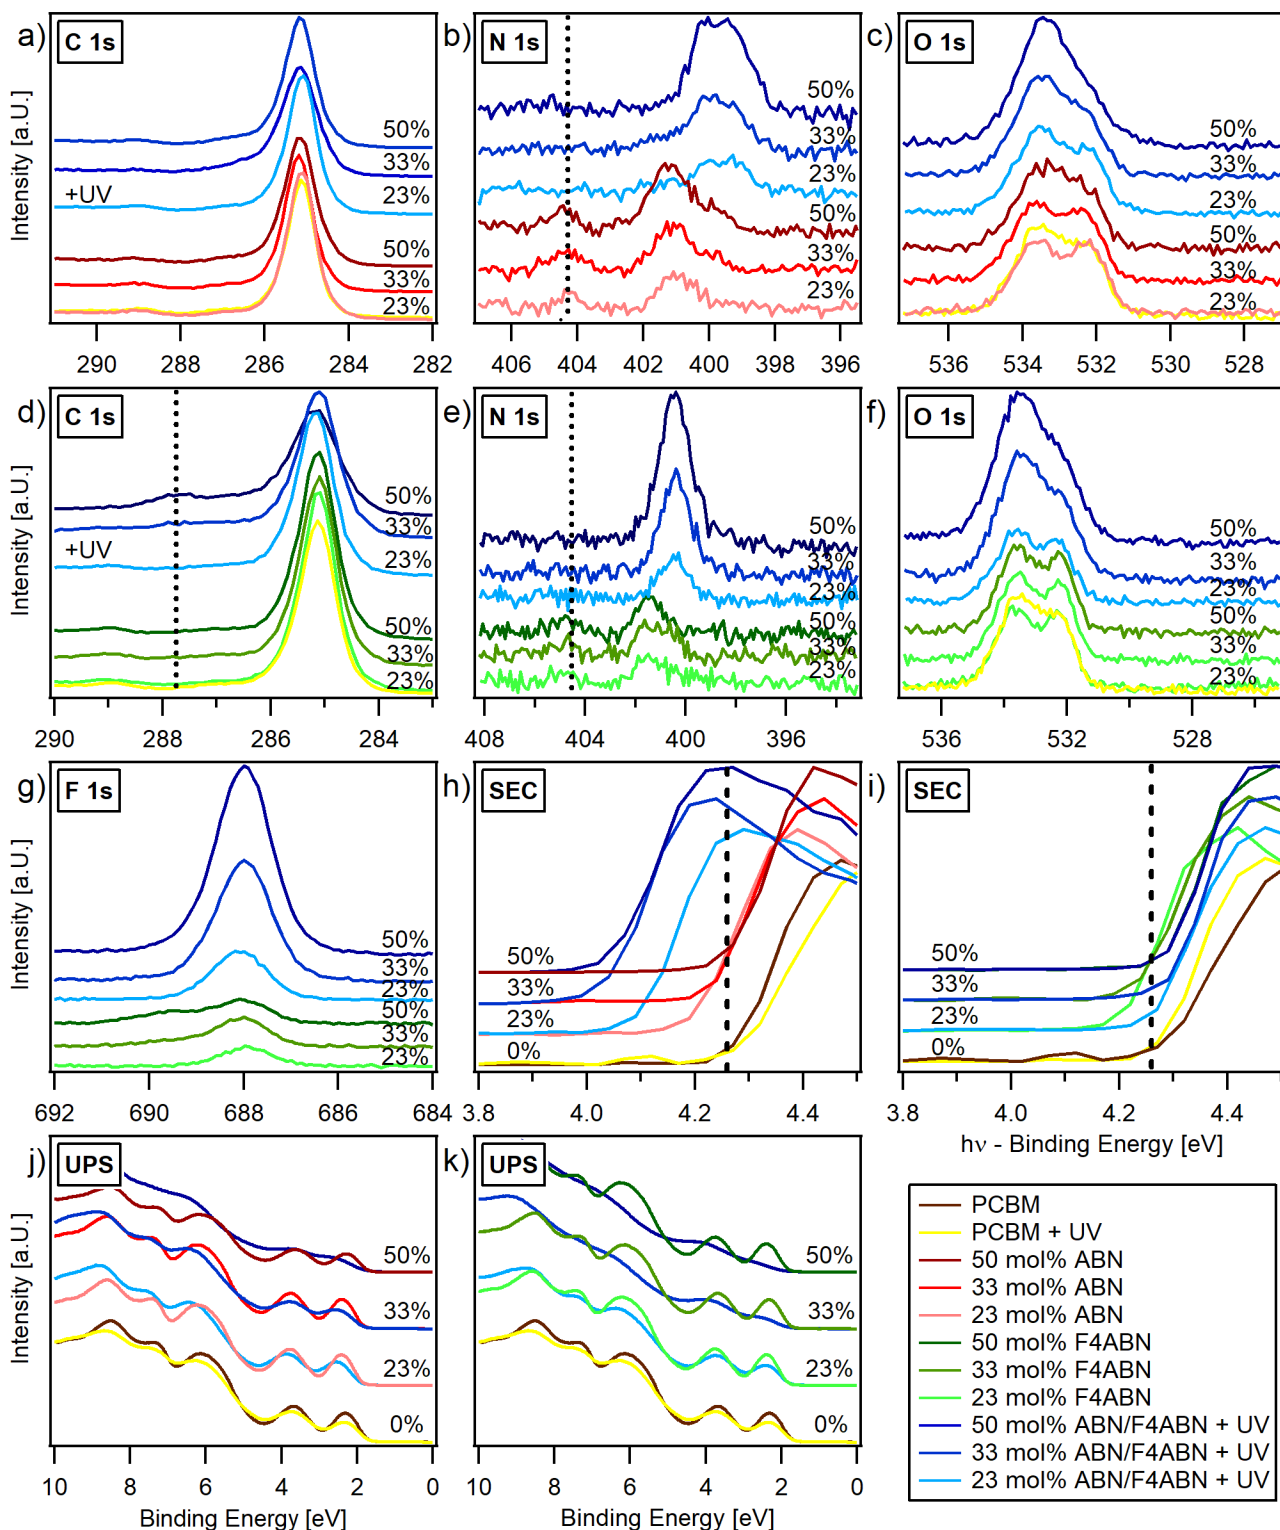 a)
C 1s
50%
33%
+UV
23%
50%
33%
23%
Intensity [a.U.]
290 288 286 284 282
b)
N 1s
50%
33%
23%
50%
33%
23%
406 404 402 400 398 396
c)
O 1s
50%
33%
23%
50%
33%
23%
536 534 532 530 528
d)
C 1s
50%
33%
+UV
23%
50%
33%
23%
Intensity [a.U.]
290 288 286 284
e)
N 1s
50%
33%
23%
50%
33%
23%
408 404 400 396
f)
O 1s
50%
33%
23%
50%
33%
23%
536 532 528
g)
F 1s
50%
33%
23%
50%
33%
23%
Intensity [a.U.]
692 690 688 686 684
h)
SEC
50%
33%
23%
0%
3.8 4.0 4.2 4.4
i)
SEC
50%
33%
23%
0%
3.8 4.0 4.2 4.4
hν - Binding Energy [eV]
j)
UPS
50%
33%
23%
0%
Intensity [a.U.]
10 8 6 4 2 0
Binding Energy [eV]
k)
UPS
50%
33%
23%
0%
10 8 6 4 2 0
Binding Energy [eV]
PCBM
PCBM + UV
50 mol% ABN
33 mol% ABN
23 mol% ABN
50 mol% F4ABN
33 mol% F4ABN
23 mol% F4ABN
50 mol% ABN/F4ABN + UV
33 mol% ABN/F4ABN + UV
23 mol% ABN/F4ABN + UV